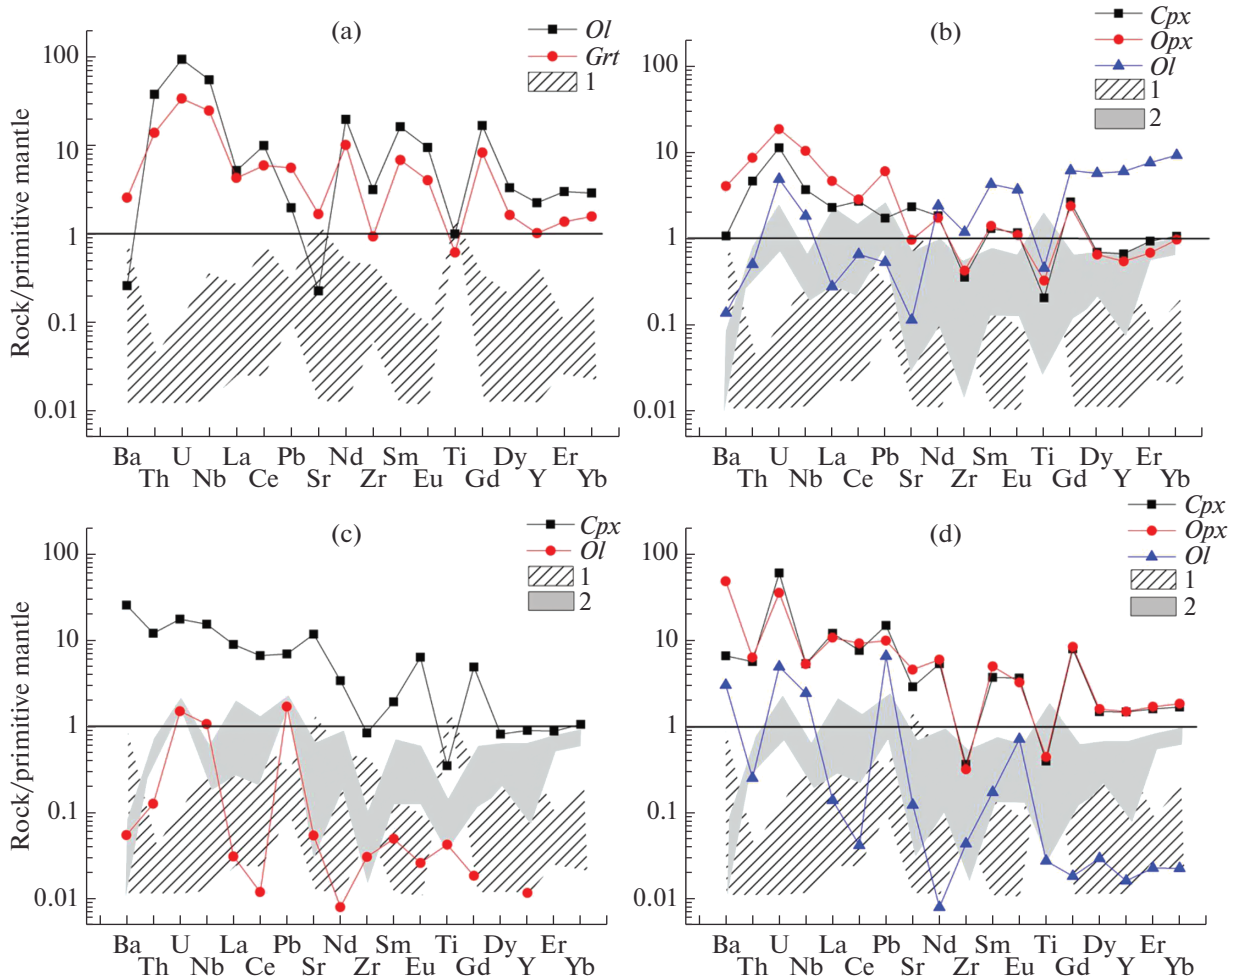 (a)
Ol
Grt
1
Rock/primitive mantle
100
10
1
0.1
0.01
Ba U La Pb Nd Sm Ti Dy Er
Th Nb Ce Sr Zr Eu Gd Y Yb
(b)
Cpx
Opx
Ol
1
2
Rock/primitive mantle
100
10
1
0.1
0.01
Ba U La Pb Nd Sm Ti Dy Er
Th Nb Ce Sr Zr Eu Gd Y Yb
(c)
Cpx
Ol
1
2
Rock/primitive mantle
100
10
1
0.1
0.01
Ba U La Pb Nd Sm Ti Dy Er
Th Nb Ce Sr Zr Eu Gd Y Yb
(d)
Cpx
Opx
Ol
1
2
Rock/primitive mantle
100
10
1
0.1
0.01
Ba U La Pb Nd Sm Ti Dy Er
Th Nb Ce Sr Zr Eu Gd Y Yb